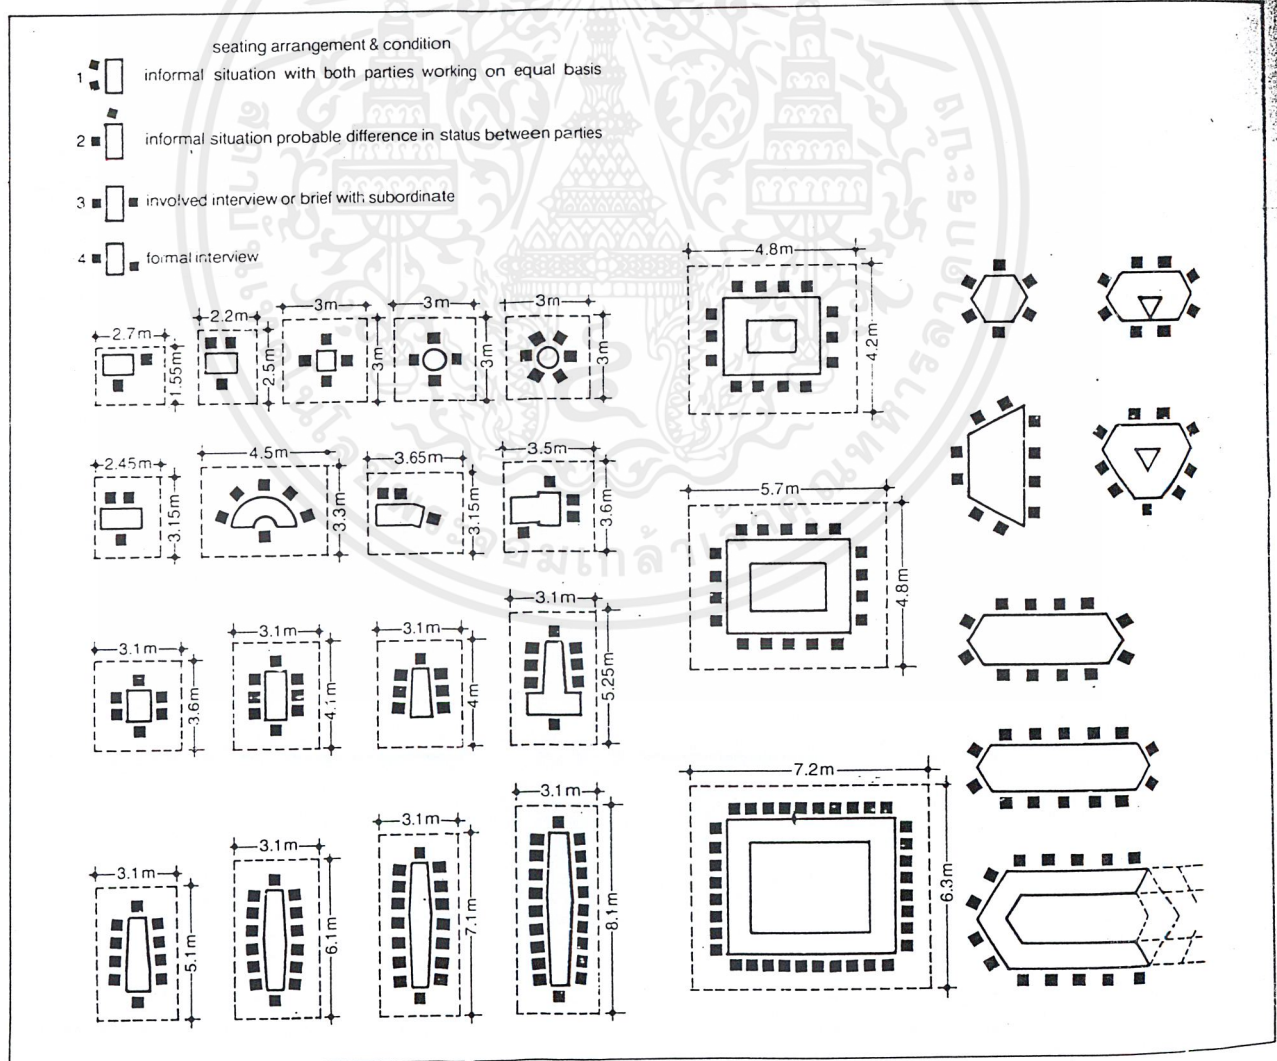 seating arrangement & condition
1 informal situation with both parties working on equal basis
2 informal situation probable difference in status between parties
3 involved interview or brief with subordinate
4 formal interview
2.7m
1.55m
2.2m
2.5m
3m
3m
3m
3m
3m
3m
2.45m
3.15m
4.5m
3.3m
3.65m
3.15m
3.5m
3.6m
3.1m
3.6m
3.1m
4.1m
3.1m
4m
3.1m
5.25m
3.1m
5.1m
3.1m
6.1m
3.1m
7.1m
3.1m
8.1m
4.8m
4.2m
5.7m
4.8m
7.2m
6.3m